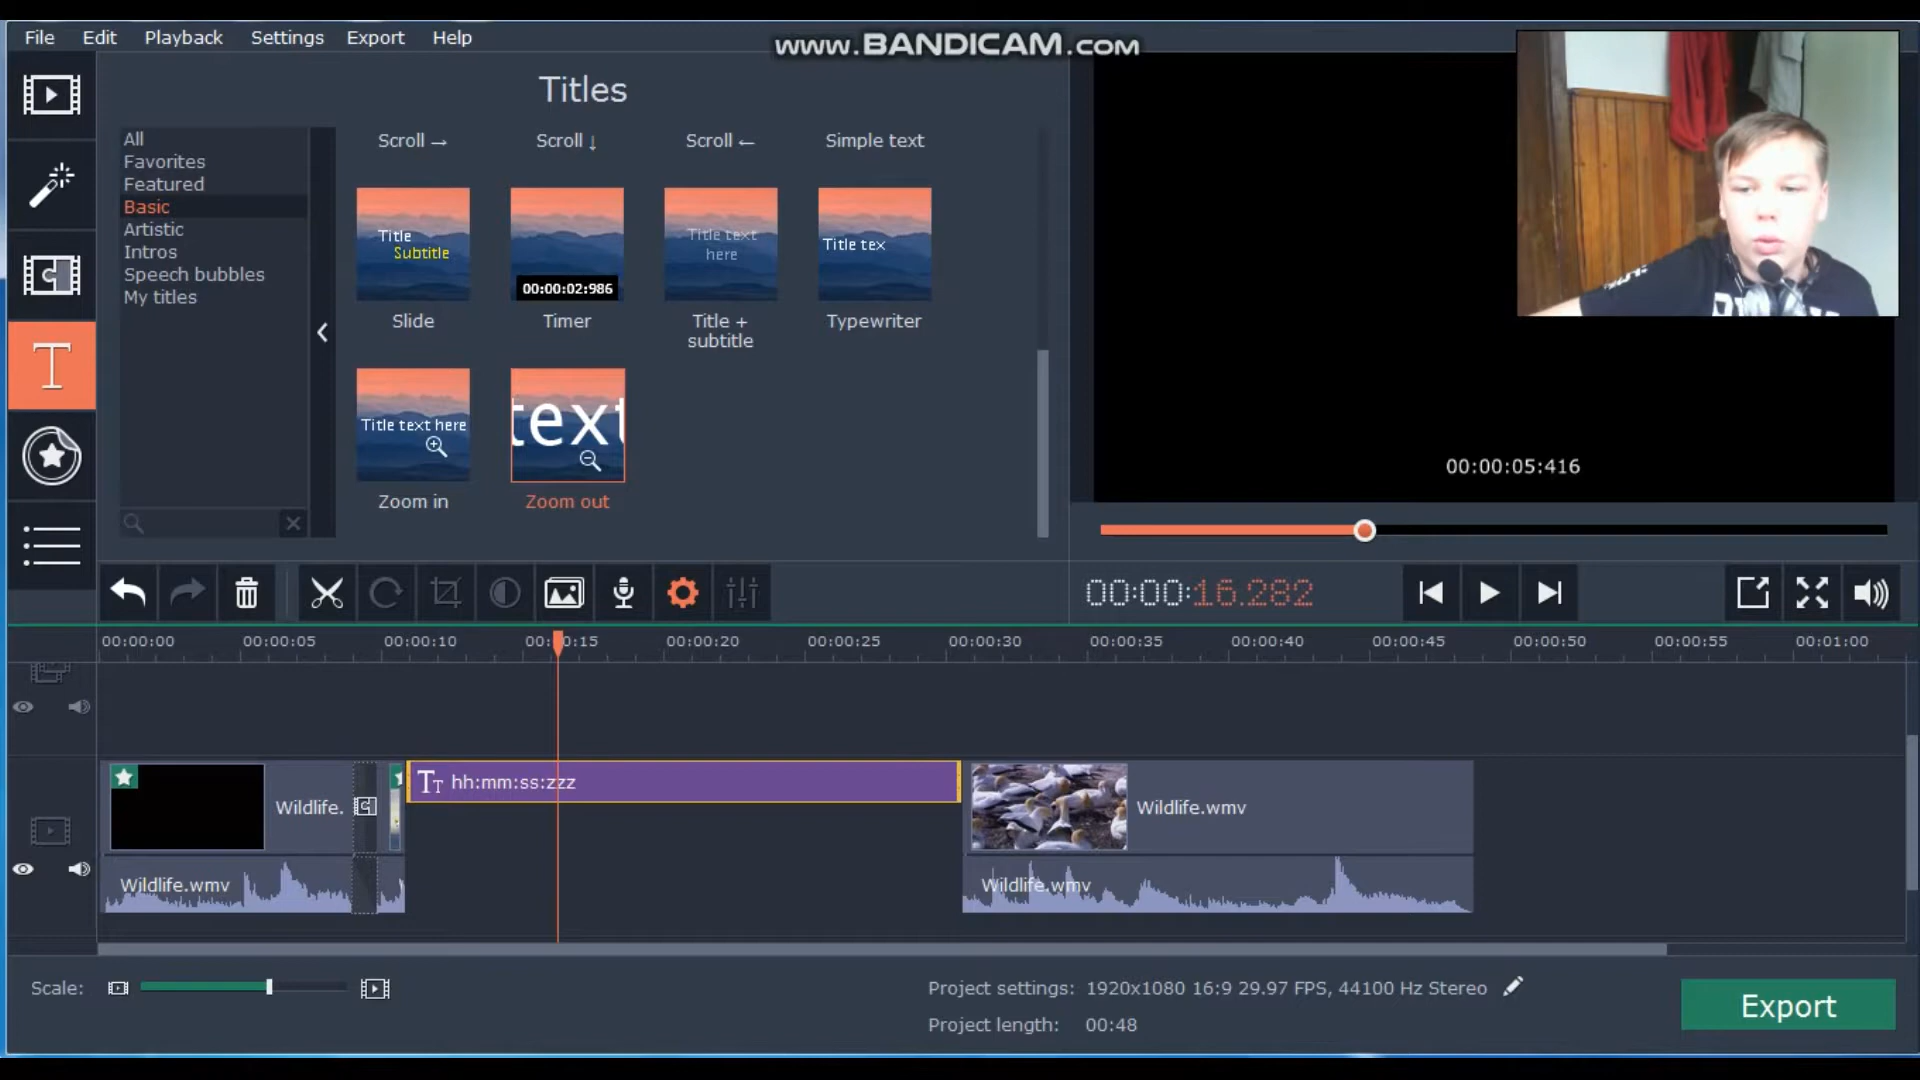 File Edit Playback Settings Export Help
www.BANDICAM.com
Titles
All
Favorites
Featured
Basic
Artistic
Intros
Speech bubbles
My titles
Scroll → Scroll ↓ Scroll ← Simple text
Title
Subtitle
00:00:02:986
Title text
here
Title tex
Slide Timer Title +
subtitle
Typewriter
Title text here
text
Zoom in Zoom out
00:00:05:416
00:00:16.282
00:00:00 00:00:05 00:00:10 00:00:15 00:00:20 00:00:25 00:00:30 00:00:35 00:00:40 00:00:45 00:00:50 00:00:55 00:01:00
Wildlife.
hh:mm:ss:zzz
Wildlife.wmv
Wildlife.wmv
Wildlife.wmv
Scale:
Project settings: 1920x1080 16:9 29.97 FPS, 44100 Hz Stereo
Project length: 00:48
Export